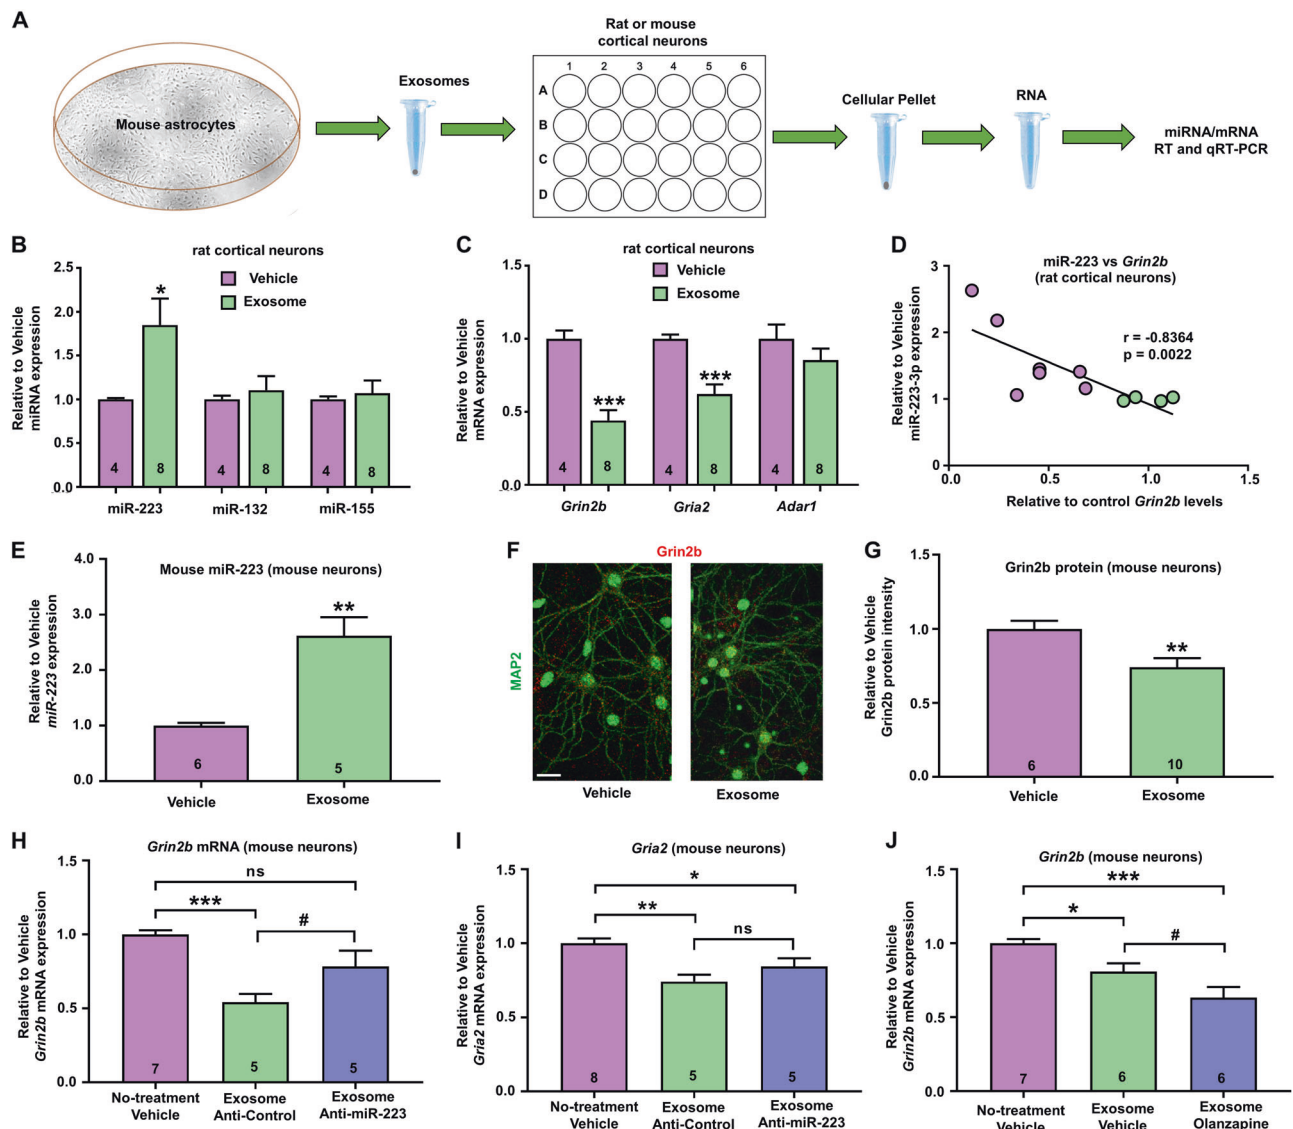 A
Mouse astrocytes
Exosomes
Rat or mouse
cortical neurons
1 2 3 4 5 6
A
B
C
D
Cellular Pellet
RNA
miRNA/mRNA
RT and qRT-PCR
B
rat cortical neurons
Vehicle
Exosome
Relative to Vehicle
miRNA expression
2.5
2.0
1.5
1.0
0.5
0.0
*
4 8 4 8 4 8
miR-223 miR-132 miR-155
C
rat cortical neurons
Vehicle
Exosome
Relative to Vehicle
mRNA expression
1.5
1.0
0.5
0.0
*** ***
4 8 4 8 4 8
Grin2b Gria2 Adar1
D
miR-223 vs Grin2b
(rat cortical neurons)
Relative to Vehicle
miR-223-3p expression
3
2
1
0
r = -0.8364
p = 0.0022
0.0 0.5 1.0 1.5
Relative to control Grin2b levels
E
Mouse miR-223 (mouse neurons)
Relative to Vehicle
miR-223 expression
4.0
3.0
2.0
1.0
0.0
**
6 5
Vehicle Exosome
F
Grin2b
MAP2
Vehicle Exosome
G
Grin2b protein (mouse neurons)
Relative to Vehicle
Grin2b protein intensity
1.5
1.0
0.5
0.0
**
6 10
Vehicle Exosome
H
Grin2b mRNA (mouse neurons)
Relative to Vehicle
Grin2b mRNA expression
1.5
1.0
0.5
0.0
ns
***
#
7 5 5
No-treatment Exosome Exosome
Vehicle Anti-Control Anti-miR-223
I
Gria2 (mouse neurons)
Relative to Vehicle
Gria2 mRNA expression
1.5
1.0
0.5
0.0
*
**
ns
8 5 5
No-treatment Exosome Exosome
Vehicle Anti-Control Anti-miR-223
J
Grin2b (mouse neurons)
Relative to Vehicle
Grin2b mRNA expression
1.5
1.0
0.5
0.0
***
*
#
7 6 6
No-treatment Exosome Exosome
Vehicle Vehicle Olanzapine